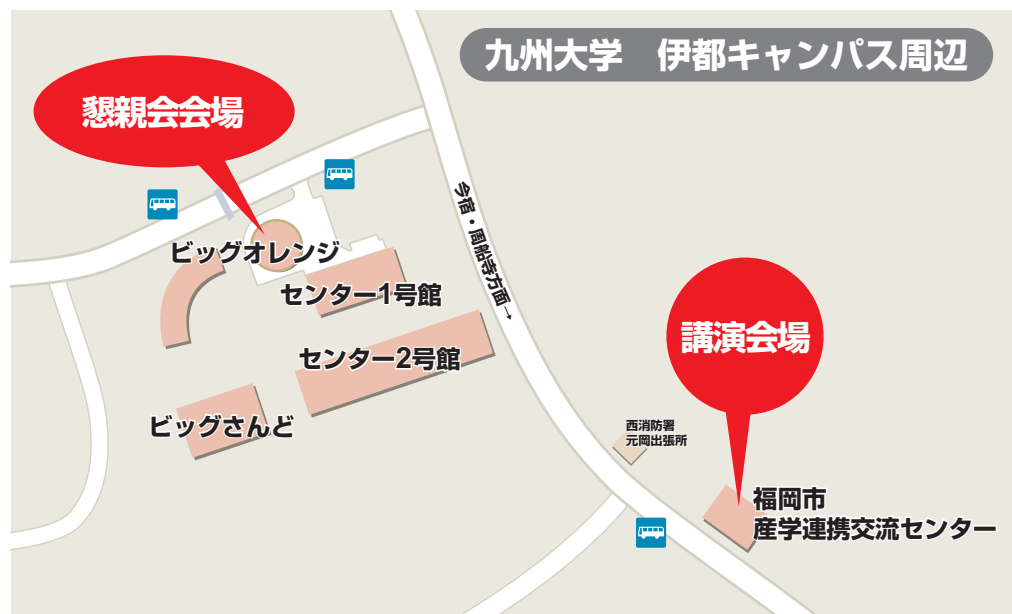 九州大学　伊都キャンパス周辺
懇親会会場
今宿・周船寺方面→
ビッグオレンジ
センター1号館
講演会場
センター2号館
ビッグさんど
西消防署
元岡出張所
福岡市
産学連携交流センター